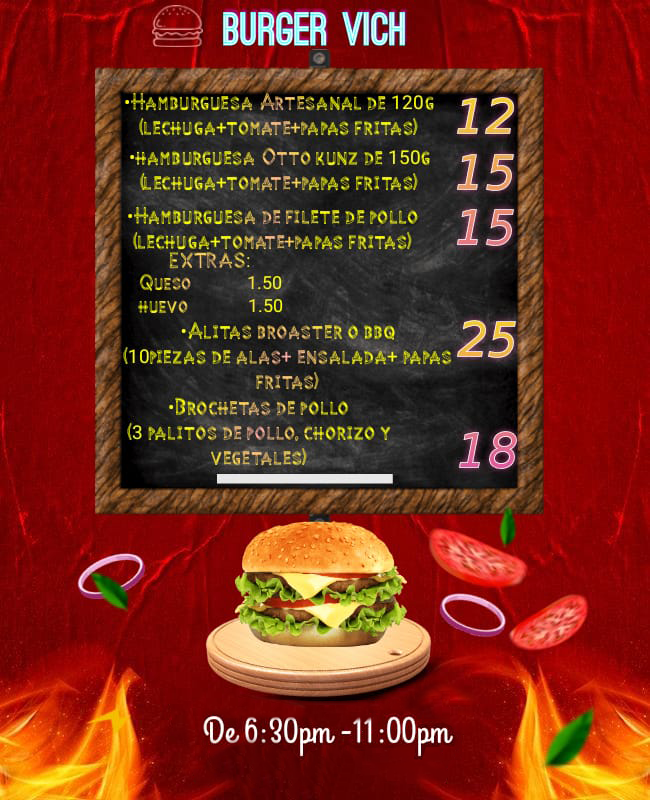 BURGER VICH
•Hamburguesa Artesanal de 120g 12
(lechuga+tomate+papas fritas)
•Hamburguesa Otto kunz de 150g 15
(lechuga+tomate+papas fritas)
•Hamburguesa de filete de pollo 15
(lechuga+tomate+papas fritas)
EXTRAS:
Queso 1.50
huevo 1.50
•Alitas broaster o bbq 25
(10piezas de alas+ ensalada+ papas
fritas)
•Brochetas de pollo
(3 palitos de pollo, chorizo y 18
vegetales)
De 6:30pm -11:00pm